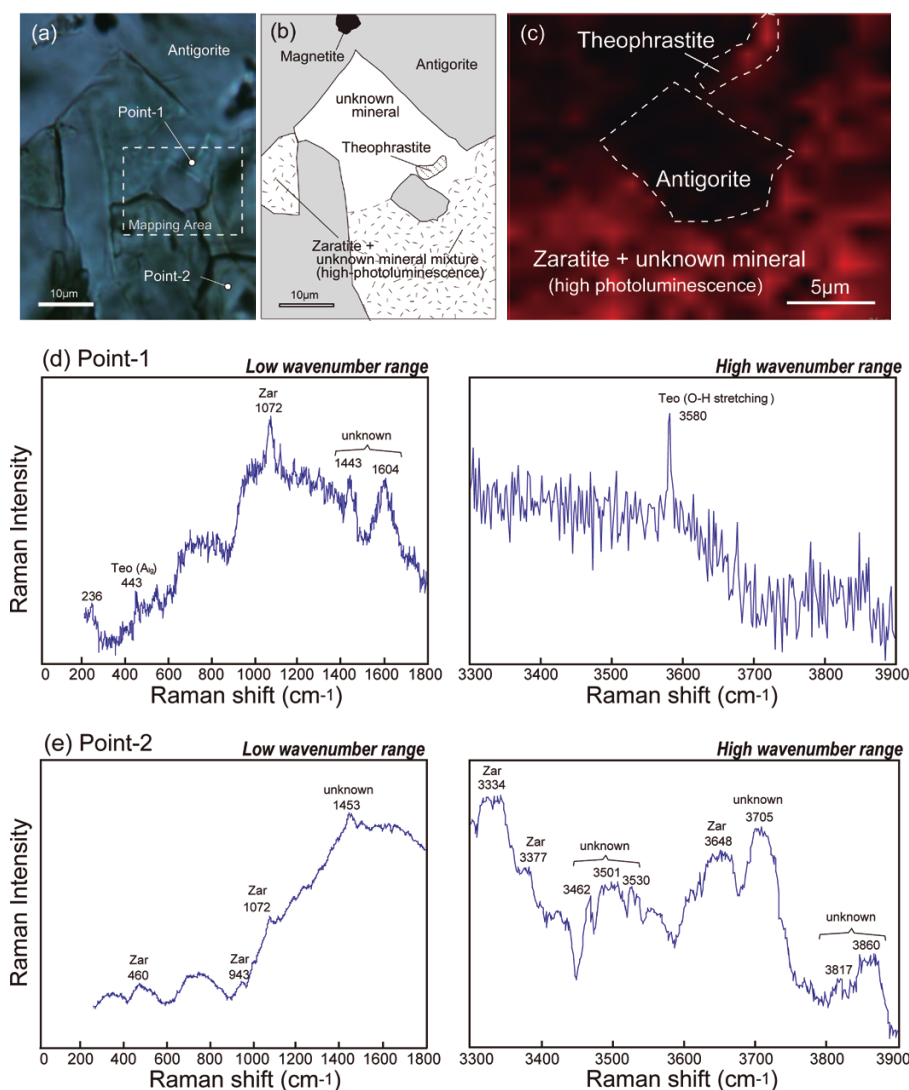 (a)
Antigorite
Point-1
Mapping Area
Point-2
10μm
(b)
Magnetite
Antigorite
unknown
mineral
Theophrastite
Zaratite +
unknown mineral mixture
(high-photoluminescence)
10μm
(c)
Theophrastite
Antigorite
Zaratite + unknown mineral
(high photoluminescence)
5μm
(d) Point-1
Low wavenumber range
High wavenumber range
Raman Intensity
Zar
1072
unknown
1443 1604
Teo (A1g)
443
236
0 200 400 600 800 1000 1200 1400 1600 1800
Raman shift (cm-1)
Teo (O-H stretching )
3580
3300 3400 3500 3600 3700 3800 3900
Raman shift (cm-1)
(e) Point-2
Low wavenumber range
High wavenumber range
Raman Intensity
unknown
1453
Zar
1072
Zar
943
Zar
460
0 200 400 600 800 1000 1200 1400 1600 1800
Raman shift (cm-1)
Zar
3334
Zar
3377
unknown
3462 3501 3530
Zar
3648
unknown
3705
unknown
3817 3860
3300 3400 3500 3600 3700 3800 3900
Raman shift (cm-1)